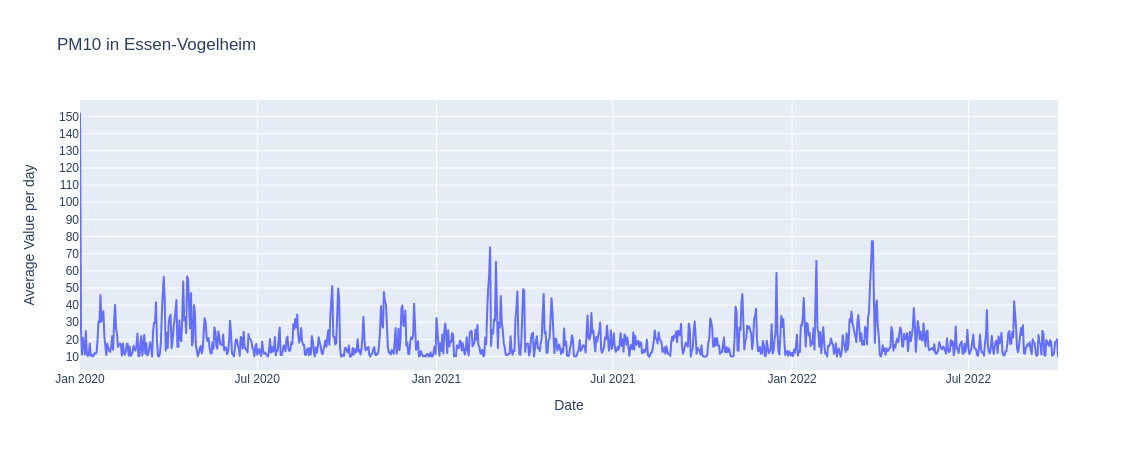 PM10 in Essen-Vogelheim
Average Value per day
150
140
130
120
110
100
90
80
70
60
50
40
30
20
10
Jan 2020
Jul 2020
Jan 2021
Jul 2021
Jan 2022
Jul 2022
Date